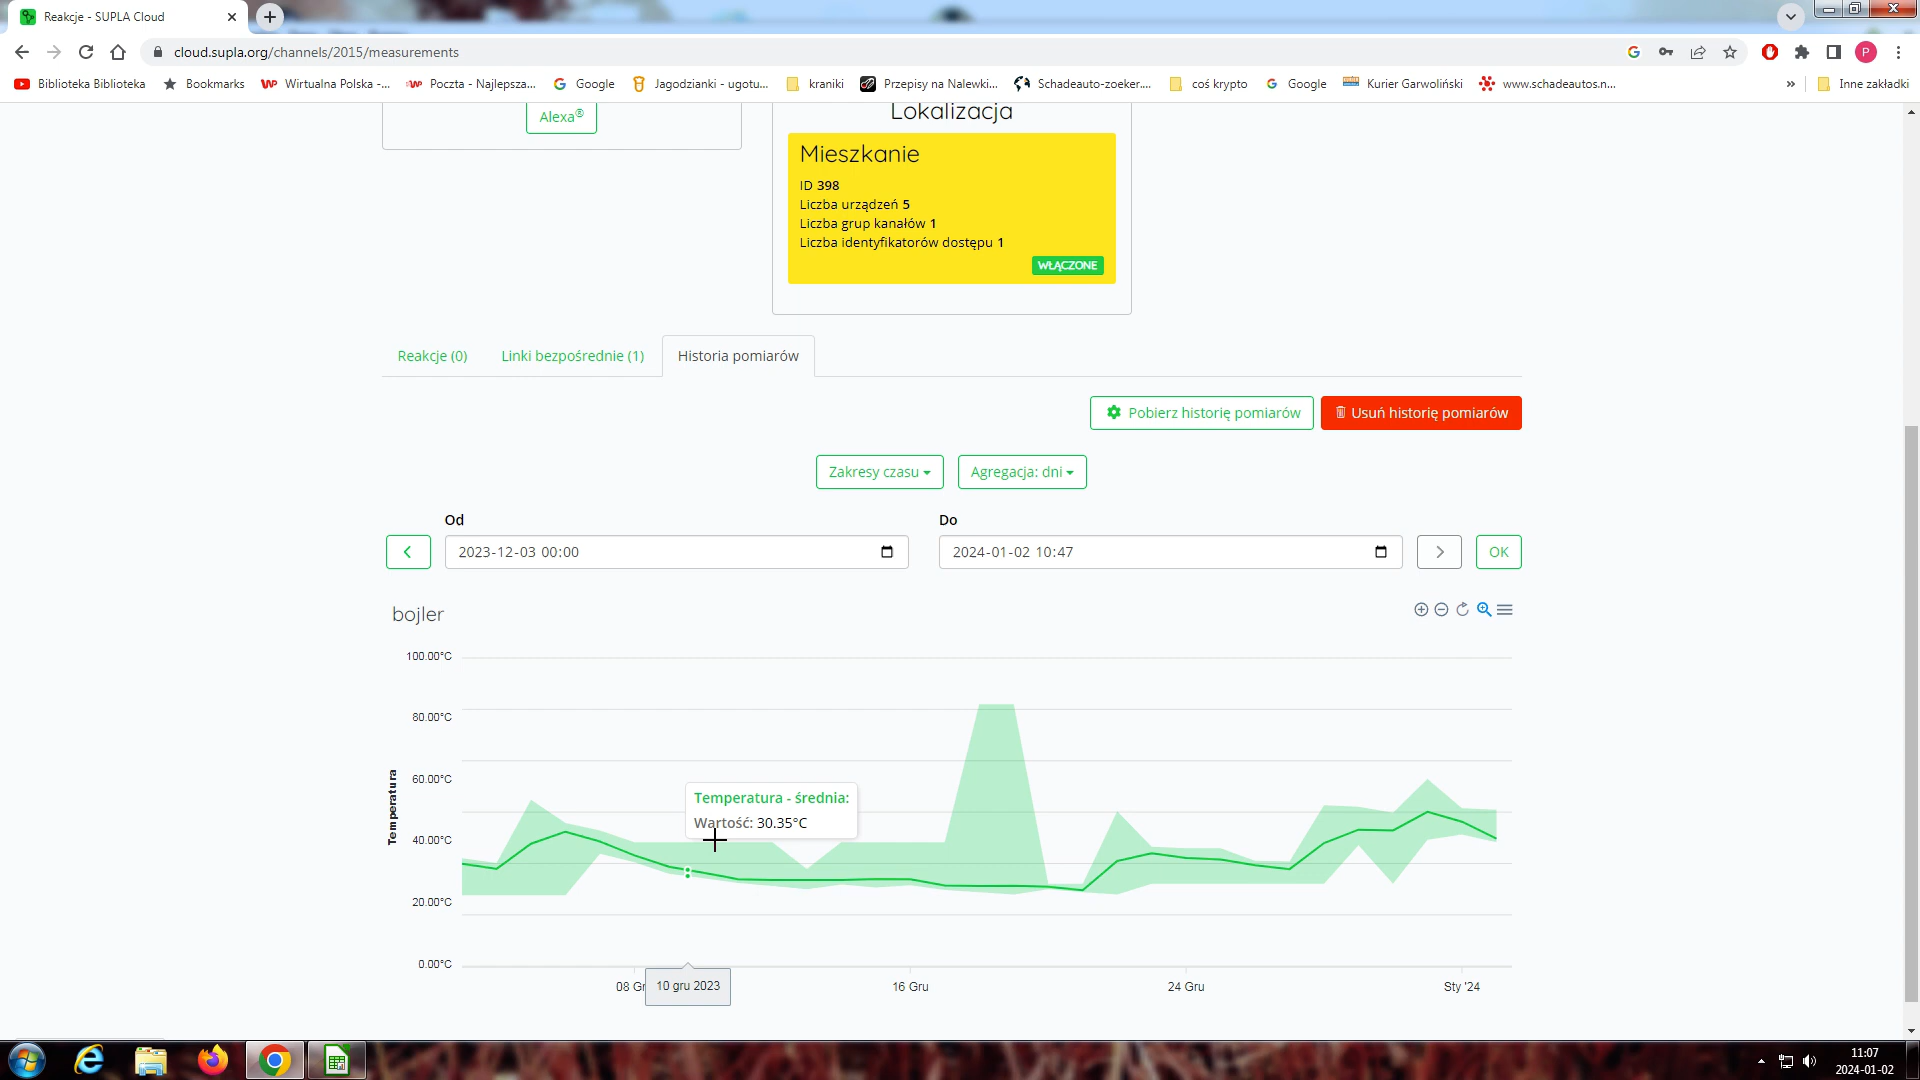 Reakcje - SUPLA Cloud
cloud.supla.org/channels/2015/measurements
Biblioteka Biblioteka
Bookmarks
Wirtualna Polska -...
Poczta - Najlepsza...
Google
Jagodzianki - ugotu...
kraniki
Przepisy na Nalewki...
Schadeauto-zoeker....
coś krypto
Google
Kurier Garwoliński
www.schadeautos.n...
»
Inne zakładki
P
Alexa®
Lokalizacja
Mieszkanie
ID 398
Liczba urządzeń 5
Liczba grup kanałów 1
Liczba identyfikatorów dostępu 1
WŁĄCZONE
Reakcje (0)
Linki bezpośrednie (1)
Historia pomiarów
Pobierz historię pomiarów
Usuń historię pomiarów
Zakresy czasu
Agregacja: dni
Od
Do
2023-12-03 00:00
2024-01-02 10:47
OK
bojler
100.00°C
80.00°C
60.00°C
40.00°C
20.00°C
0.00°C
Temperatura
Temperatura - średnia:
Wartość: 30.35°C
08 Gr
10 gru 2023
16 Gru
24 Gru
Sty '24
11:07
2024-01-02